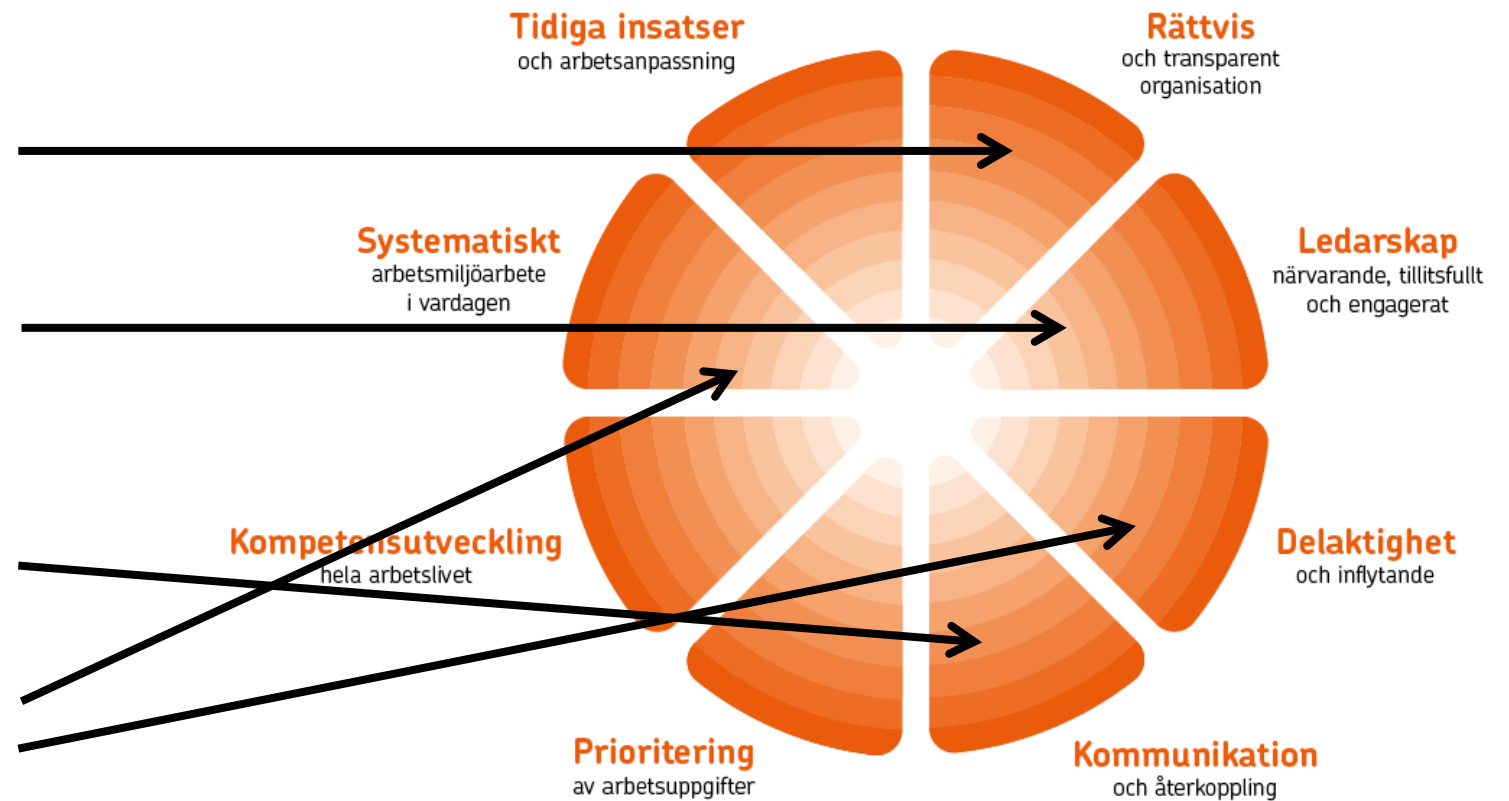 Tidiga insatser
och arbetsanpassning
Rättvis
och transparent
organisation
Systematiskt
arbetsmiljöarbete
i vardagen
Ledarskap
närvarande, tillitsfullt
och engagerat
Kompetensutveckling
hela arbetslivet
Delaktighet
och inflytande
Prioritering
av arbetsuppgifter
Kommunikation
och återkoppling